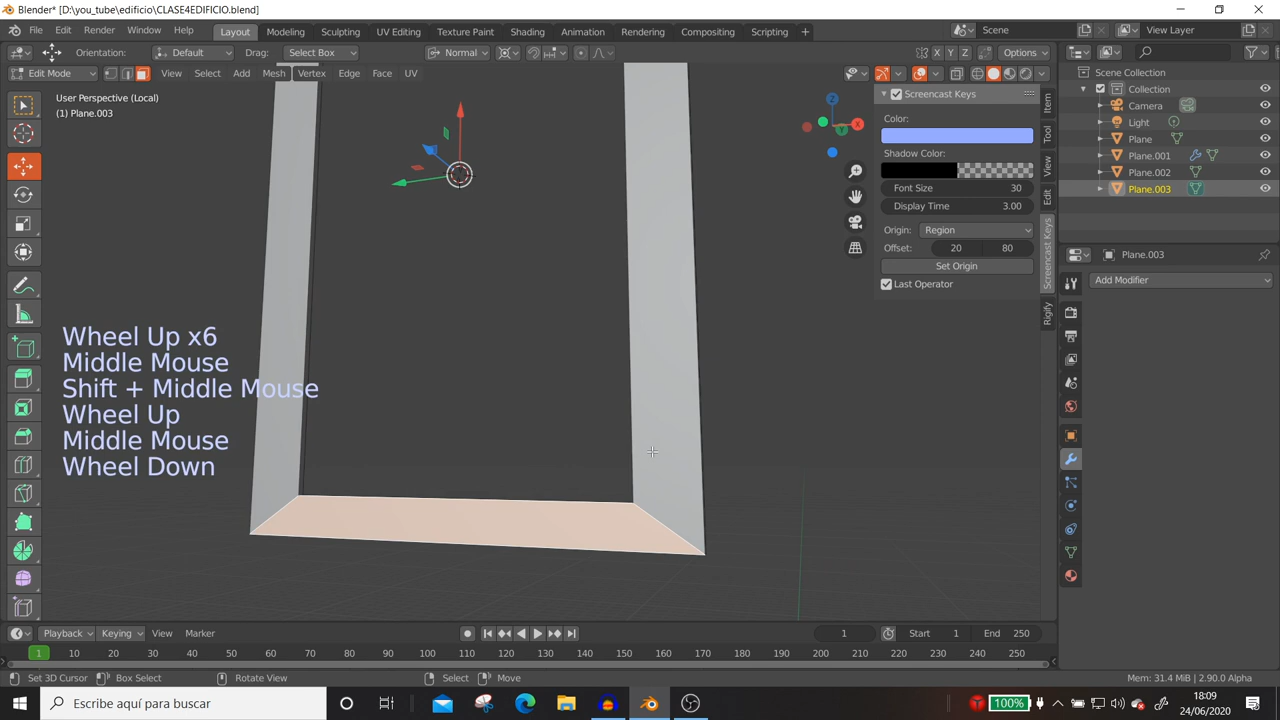 Blender* [D:\you_tube\edificio\CLASE4EDIFICIO.blend]
File Edit Render Window Help Layout Modeling Sculpting UV Editing Texture Paint Shading Animation Rendering Compositing Scripting + Scene View Layer
Orientation: Default Drag: Select Box Normal X Y Z Options
Edit Mode View Select Add Mesh Vertex Edge Face UV
User Perspective (Local)
(1) Plane.003
Z
X
Y
Screencast Keys
Color:
Shadow Color:
Font Size 30
Display Time 3.00
Origin: Region
Offset: 20 80
Set Origin
Last Operator
Item
Tool
View
Edit
Screencast Keys
Rigify
Scene Collection
Collection
Camera
Light
Plane
Plane.001
Plane.002
Plane.003
Plane.003
Add Modifier
Wheel Up x6
Middle Mouse
Shift + Middle Mouse
Wheel Up
Middle Mouse
Wheel Down
Playback Keying View Marker 1 Start 1 End 250
1 10 20 30 40 50 60 70 80 90 100 110 120 130 140 150 160 170 180 190 200 210 220 230 240 250
Set 3D Cursor Box Select Rotate View Select Move Mem: 31.4 MiB | 2.90.0 Alpha
Escribe aquí para buscar 100% 18:09
24/06/2020